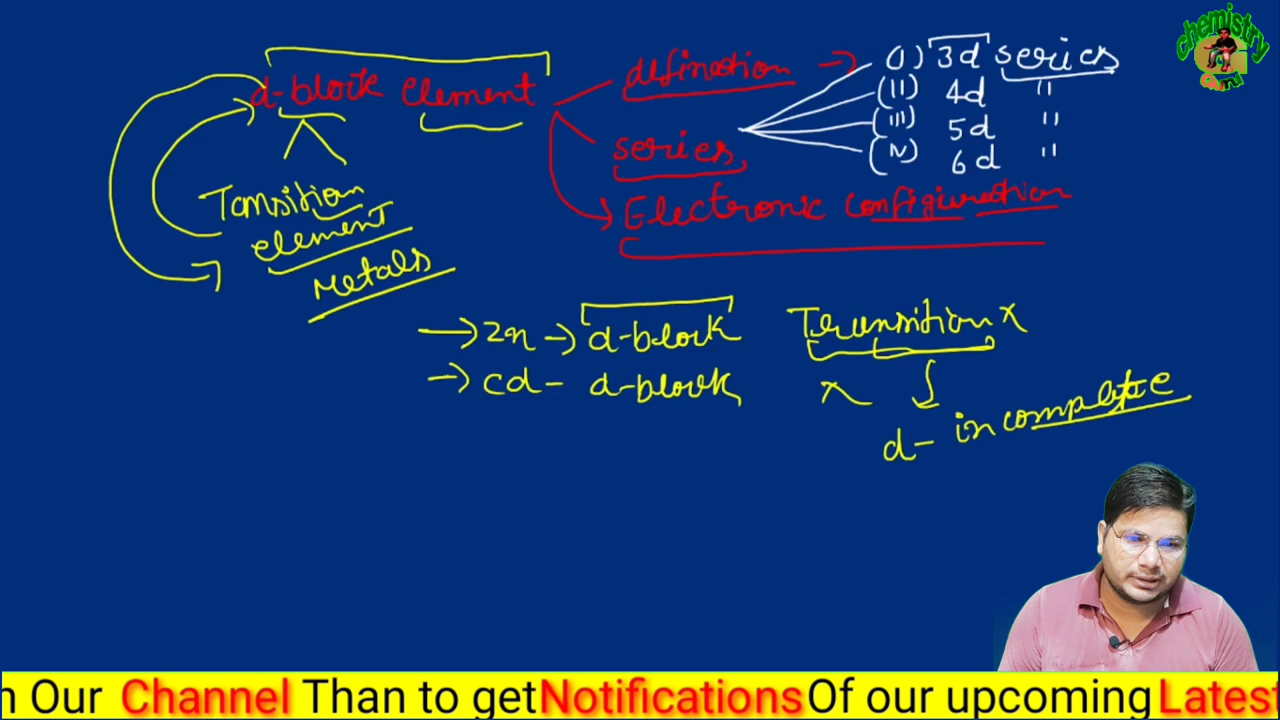 d-block element
defination → (I) 3d series
(II) 4d "
(III) 5d "
series (IV) 6d "
Electronic configuration
Tansition
element
Metals
→ Zn → d-block Transition x
→ cd - d-block x
d- incomplete
n Our Channel Than to get Notifications Of our upcoming Latest
chemistry